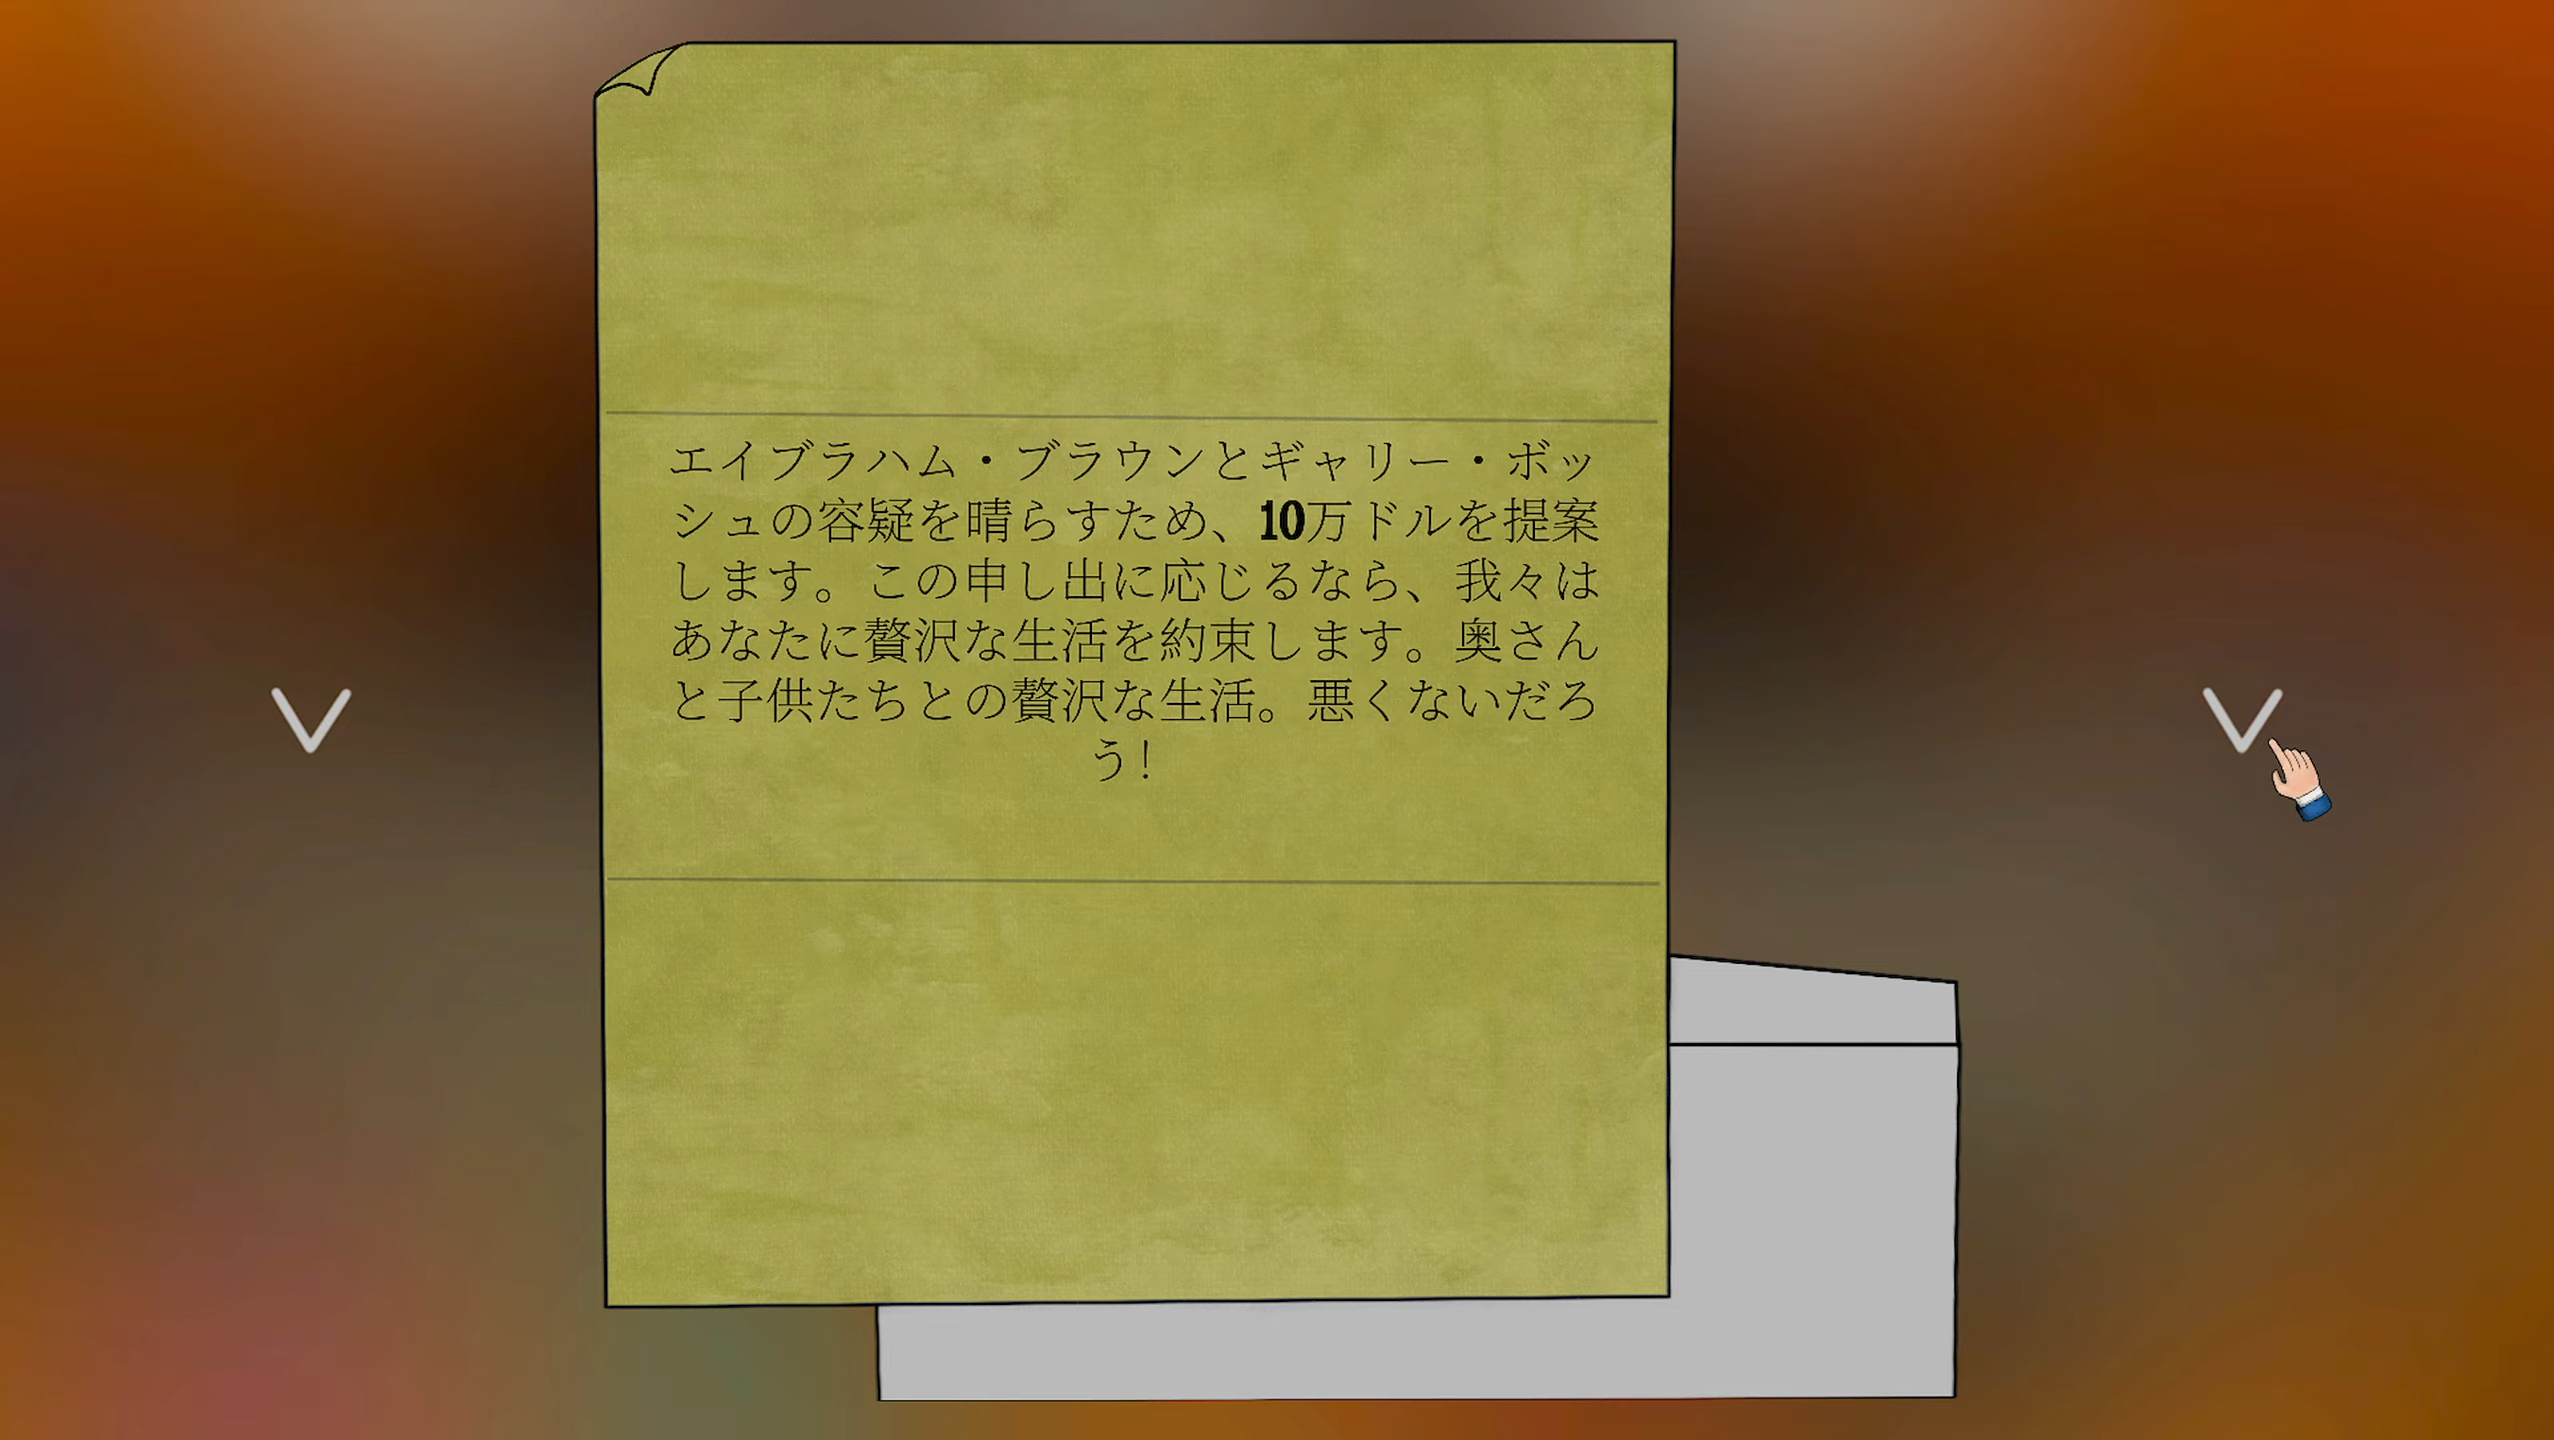 エイブラハム・ブラウンとギャリー・ボッ
シュの容疑を晴らすため、10万ドルを提案
します。この申し出に応じるなら、我々は
あなたに贅沢な生活を約束します。奥さん
と子供たちとの贅沢な生活。悪くないだろ
う!